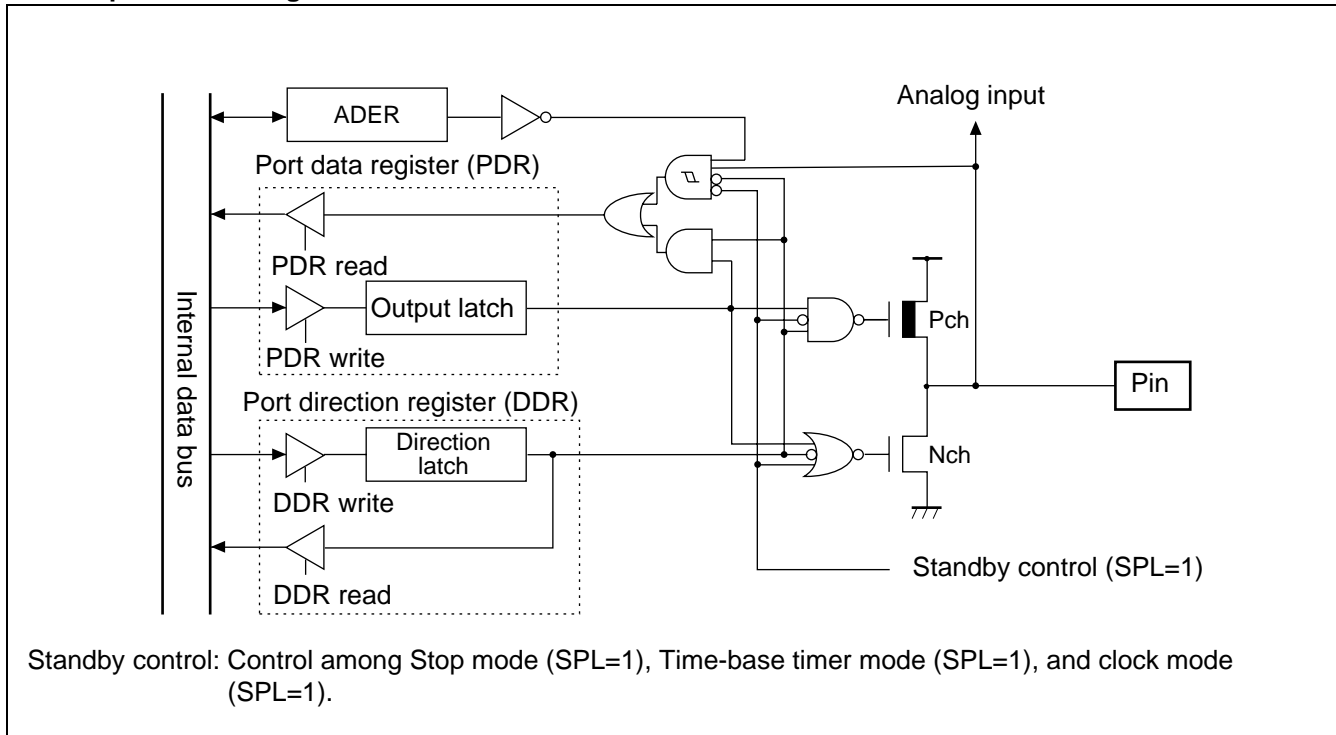 Analog input
ADER
Port data register (PDR)
PDR read
Output latch
PDR write
Pch
Pin
Internal data bus
Port direction register (DDR)
Direction
latch
Nch
DDR write
DDR read
Standby control (SPL=1)
Standby control: Control among Stop mode (SPL=1), Time-base timer mode (SPL=1), and clock mode
(SPL=1).